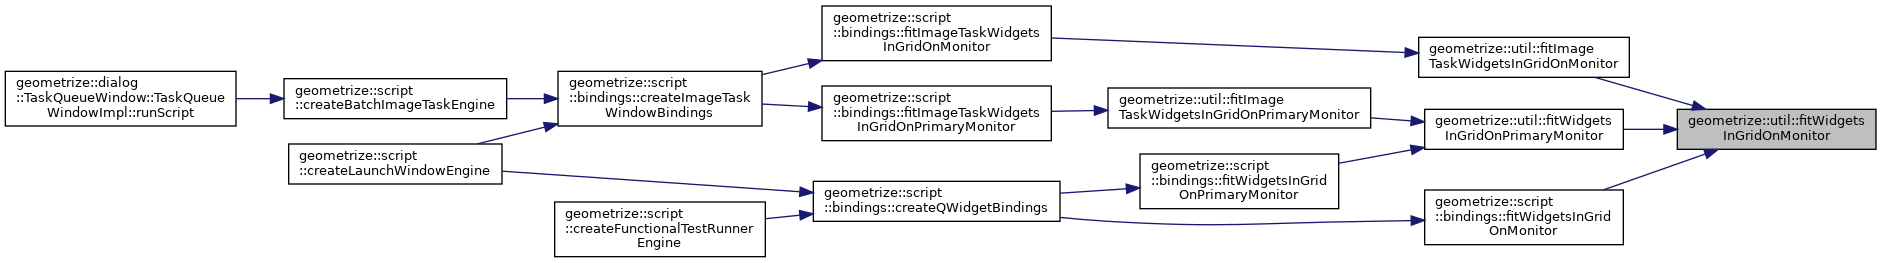 geometrize::dialog
::TaskQueueWindow::TaskQueue
WindowImpl::runScript
geometrize::script
::createBatchImageTaskEngine
geometrize::script
::createLaunchWindowEngine
geometrize::script
::bindings::createImageTask
WindowBindings
geometrize::script
::createFunctionalTestRunner
Engine
geometrize::script
::bindings::fitImageTaskWidgets
InGridOnMonitor
geometrize::script
::bindings::fitImageTaskWidgets
InGridOnPrimaryMonitor
geometrize::script
::bindings::createQWidgetBindings
geometrize::util::fitImage
TaskWidgetsInGridOnPrimaryMonitor
geometrize::script
::bindings::fitWidgetsInGrid
OnPrimaryMonitor
geometrize::util::fitImage
TaskWidgetsInGridOnMonitor
geometrize::util::fitWidgets
InGridOnPrimaryMonitor
geometrize::script
::bindings::fitWidgetsInGrid
OnMonitor
geometrize::util::fitWidgets
InGridOnMonitor